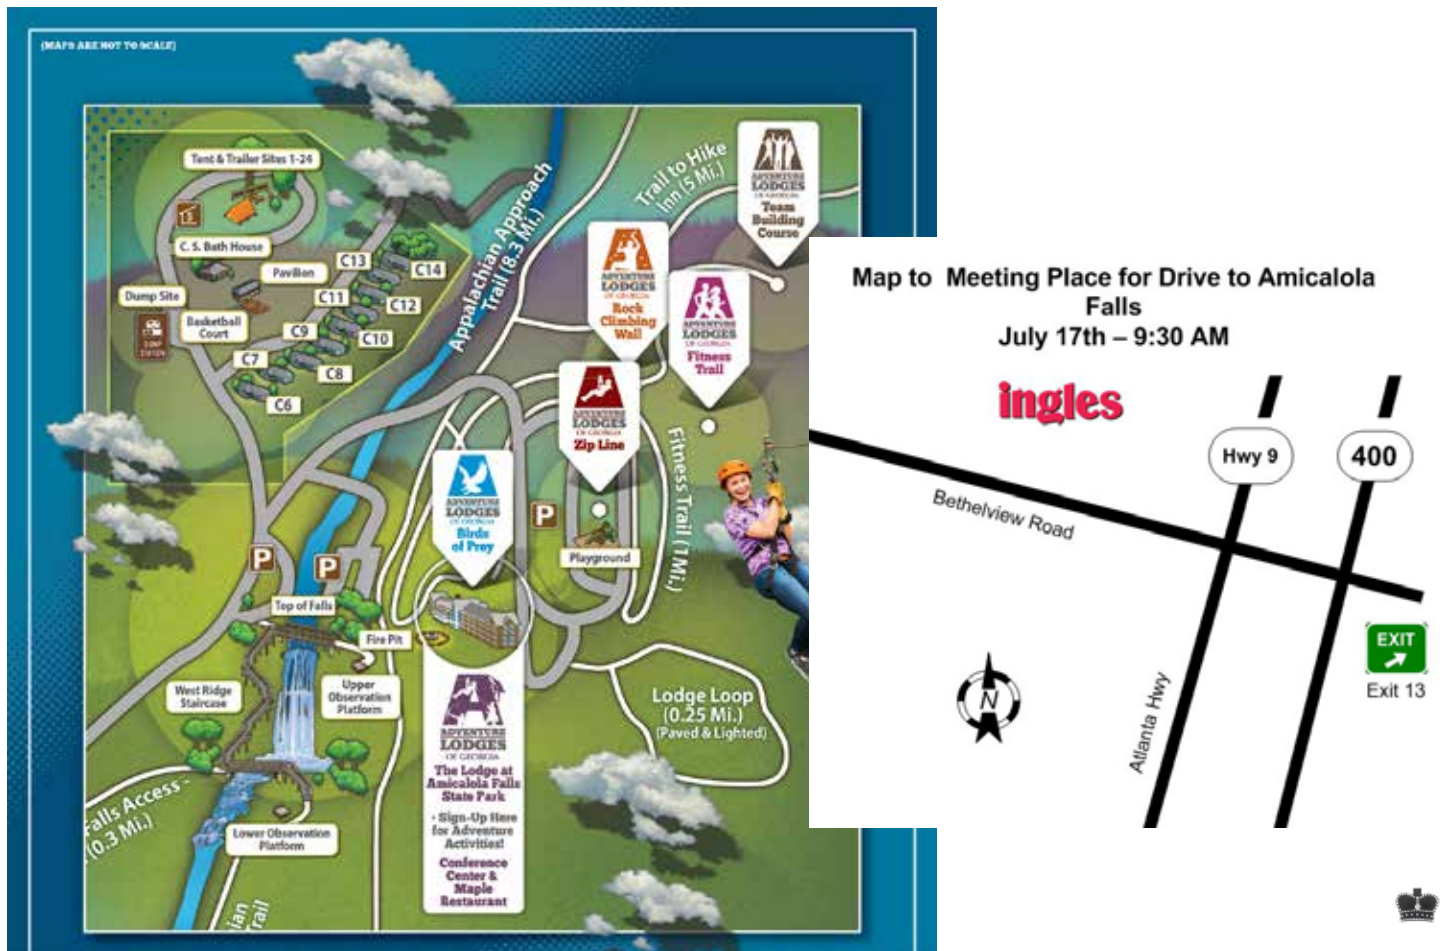 (MAPS ARE NOT TO SCALE)
Tent & Trailer Sites 1-24
C. S. Bath House
Pavilion
Dump Site
DUMP
STATION
Basketball
Court
C13
C14
C11
C12
C9
C10
C7
C8
C6
Appalachian Approach
Trail (8.3 Mi.)
Trail to Hike
Inn (5 Mi.)
ADVENTURE
LODGES
OF GEORGIA
Team
Building
Course
ADVENTURE
LODGES
OF GEORGIA
Rock
Climbing
Wall
ADVENTURE
LODGES
OF GEORGIA
Fitness
Trail
ADVENTURE
LODGES
OF GEORGIA
Zip Line
ADVENTURE
LODGES
OF GEORGIA
Birds
of Prey
Fitness Trail (1 Mi.)
P
Playground
P
P
Top of Falls
Fire Pit
West Ridge
Staircase
Upper
Observation
Platform
Lodge Loop
(0.25 Mi.)
(Paved & Lighted)
ADVENTURE
LODGES
OF GEORGIA
The Lodge at
Amicalola Falls
State Park
• Sign-Up Here
for Adventure
Activities!
Conference
Center &
Maple
Restaurant
Falls Access -
(0.3 Mi.)
Lower Observation
Platform
ian
Trail
Map to Meeting Place for Drive to Amicalola
Falls
July 17th – 9:30 AM
ingles
Hwy 9
400
Bethelview Road
EXIT
Exit 13
N
Atlanta Hwy